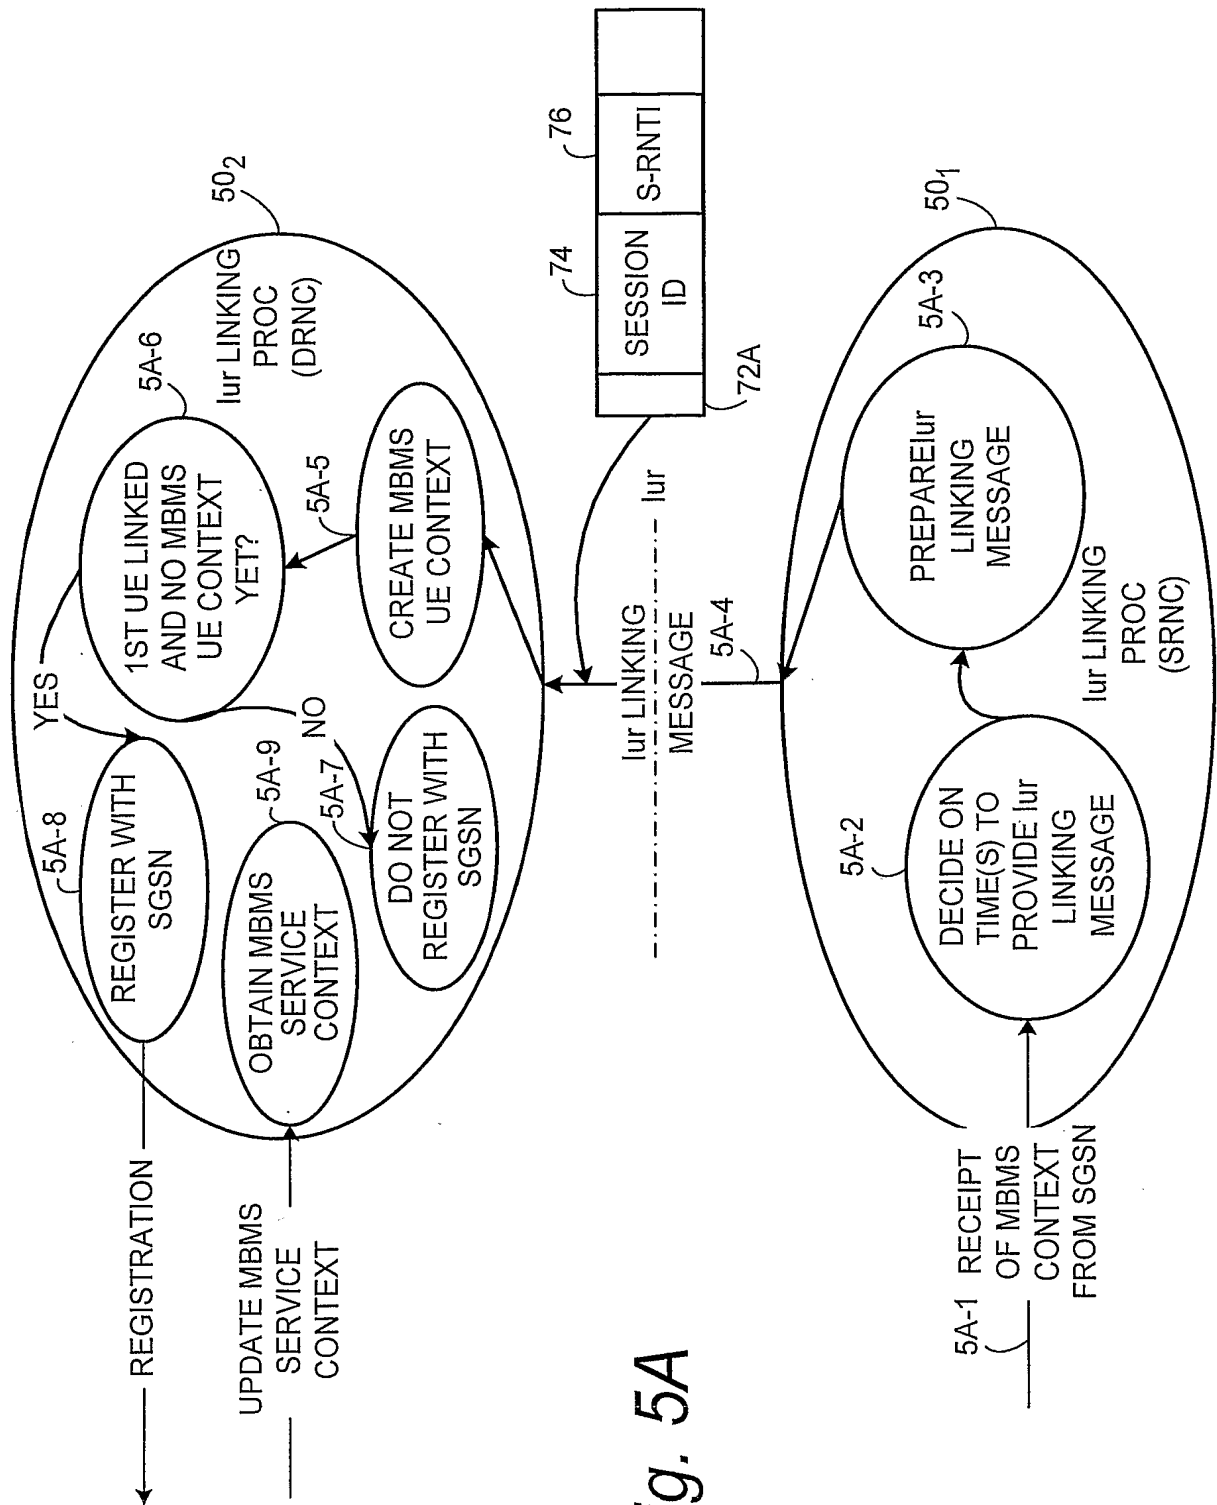 REGISTRATION
UPDATE MBMS
SERVICE
CONTEXT
5A-8
REGISTER WITH
SGSN
YES
1ST UE LINKED
AND NO MBMS
UE CONTEXT
YET?
5A-6
Iur LINKING
PROC
(DRNC)
50₂
OBTAIN MBMS
SERVICE
CONTEXT
5A-9
NO
5A-7
DO NOT
REGISTER WITH
SGSN
CREATE MBMS
UE CONTEXT
5A-5
Iur LINKING
MESSAGE
Iur
5A-4
72A
SESSION
ID
74
S-RNTI
76
5A-1
RECEIPT
OF MBMS
CONTEXT
FROM SGSN
5A-2
DECIDE ON
TIME(S) TO
PROVIDE Iur
LINKING
MESSAGE
PREPAREIur
LINKING
MESSAGE
5A-3
Iur LINKING
PROC
(SRNC)
50₁
ig. 5A